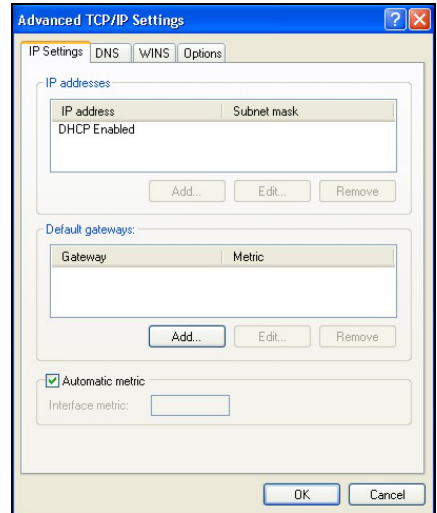 Advanced TCP/IP Settings
IP Settings DNS WINS Options
IP addresses
IP address Subnet mask
DHCP Enabled
Add... Edit... Remove
Default gateways:
Gateway Metric
Add... Edit... Remove
Automatic metric
Interface metric:
OK Cancel